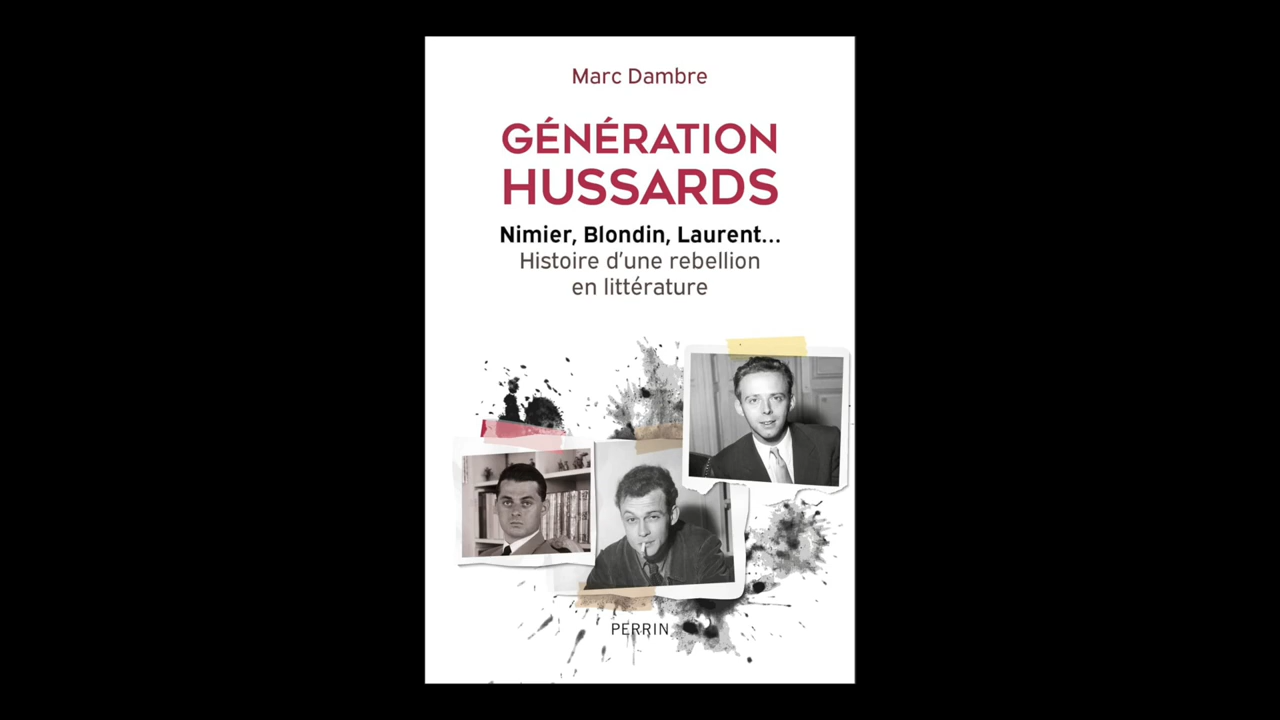 Marc Dambre
GÉNÉRATION
HUSSARDS
Nimier, Blondin, Laurent...
Histoire d'une rebellion
en littérature
PERRIN